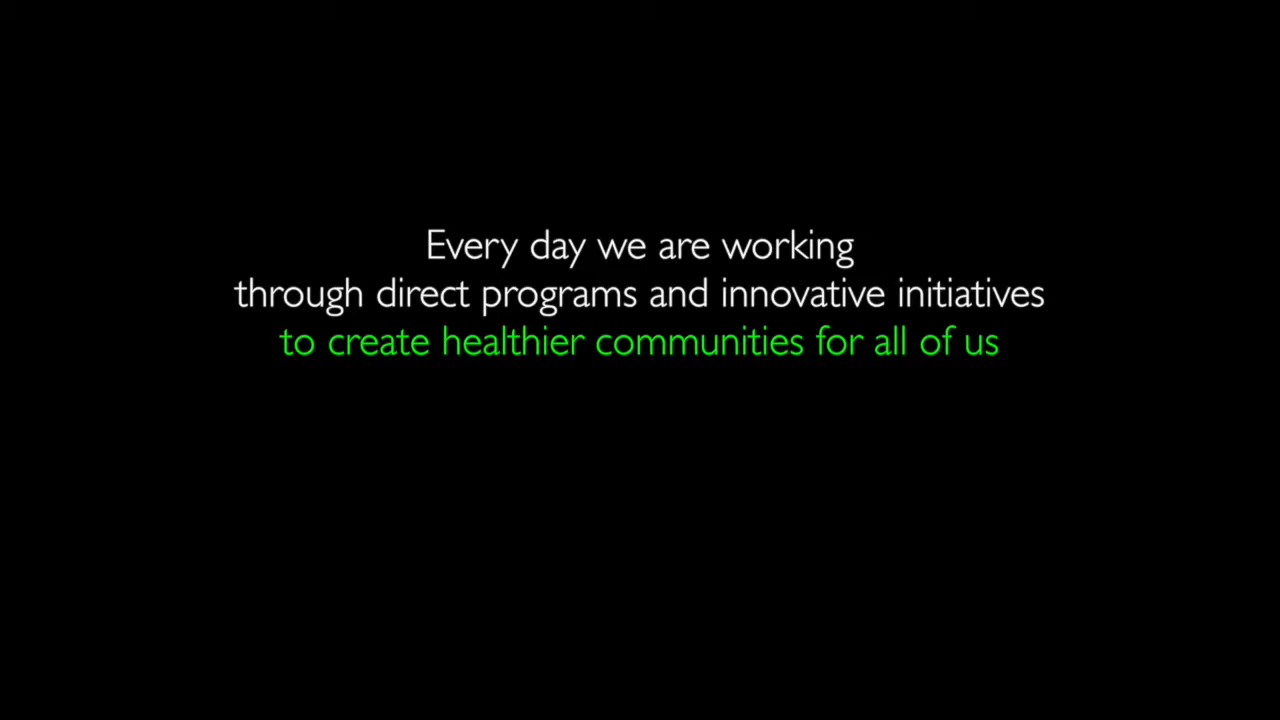 Every day we are working
through direct programs and innovative initiatives
to create healthier communities for all of us